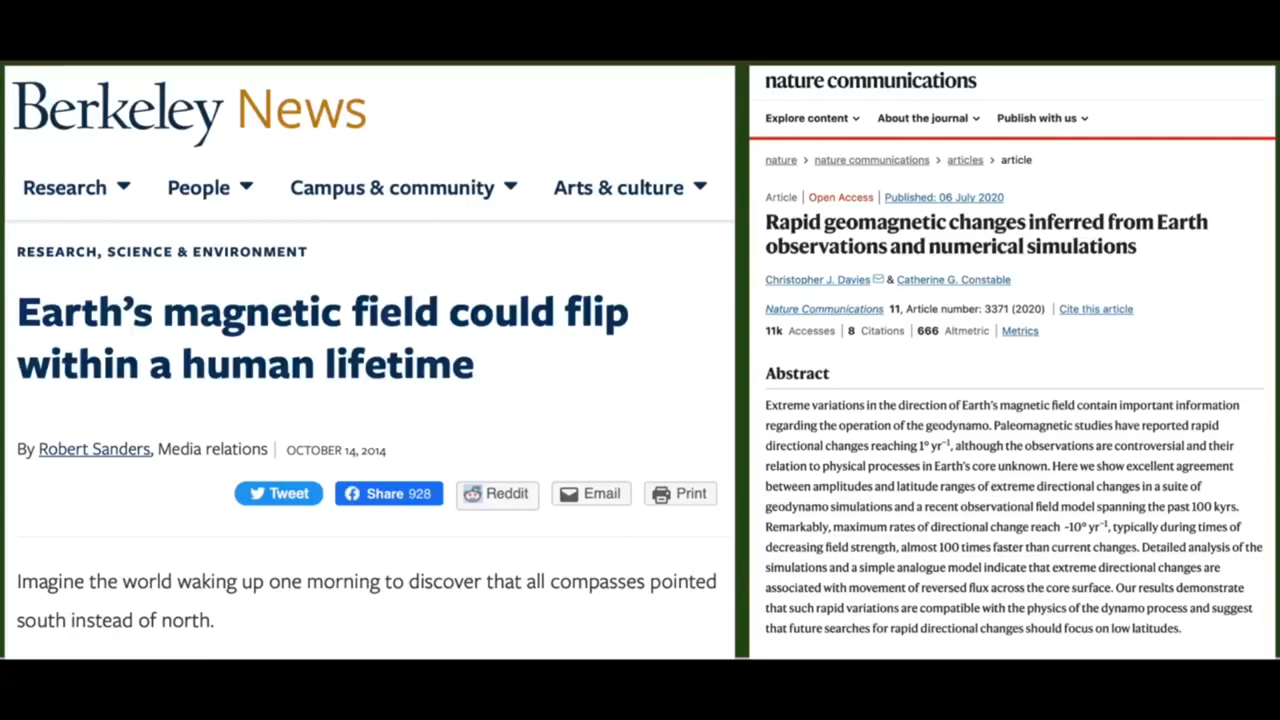 Berkeley News
Research People Campus & community Arts & culture
RESEARCH, SCIENCE & ENVIRONMENT
Earth's magnetic field could flip
within a human lifetime
By Robert Sanders, Media relations | OCTOBER 14, 2014
Tweet Share 928 Reddit Email Print
Imagine the world waking up one morning to discover that all compasses pointed
south instead of north.
nature communications
Explore content About the journal Publish with us
nature > nature communications > articles > article
Article | Open Access | Published: 06 July 2020
Rapid geomagnetic changes inferred from Earth
observations and numerical simulations
Christopher J. Davies & Catherine G. Constable
Nature Communications 11, Article number: 3371 (2020) | Cite this article
11k Accesses | 8 Citations | 666 Altmetric | Metrics
Abstract
Extreme variations in the direction of Earth's magnetic field contain important information
regarding the operation of the geodynamo. Paleomagnetic studies have reported rapid
directional changes reaching 1° yr⁻¹, although the observations are controversial and their
relation to physical processes in Earth's core unknown. Here we show excellent agreement
between amplitudes and latitude ranges of extreme directional changes in a suite of
geodynamo simulations and a recent observational field model spanning the past 100 kyrs.
Remarkably, maximum rates of directional change reach ~10° yr⁻¹, typically during times of
decreasing field strength, almost 100 times faster than current changes. Detailed analysis of the
simulations and a simple analogue model indicate that extreme directional changes are
associated with movement of reversed flux across the core surface. Our results demonstrate
that such rapid variations are compatible with the physics of the dynamo process and suggest
that future searches for rapid directional changes should focus on low latitudes.